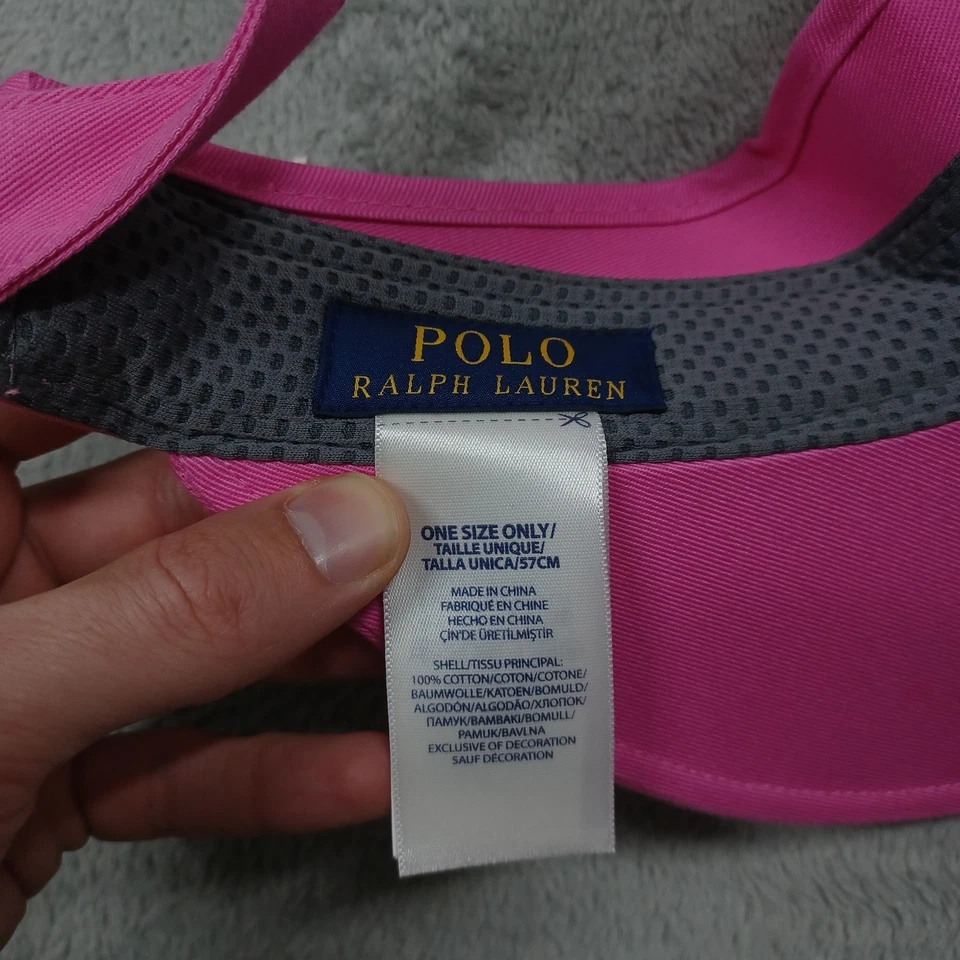 POLO
RALPH LAUREN
ONE SIZE ONLY/
TAILLE UNIQUE/
TALLA UNICA/57CM
MADE IN CHINA
FABRIQUÉ EN CHINE
HECHO EN CHINA
ÇİN'DE ÜRETİLMİŞTİR
SHELL/TISSU PRINCIPAL:
100% COTTON/COTON/COTONE/
BAUMWOLLE/KATOEN/BOMULD/
ALGODÓN/ALGODÃO/ХЛОПОК/
ПАМУК/BAMBAKI/BOMULL/
PAMUK/BAVLNA
EXCLUSIVE OF DECORATION
SAUF DÉCORATION